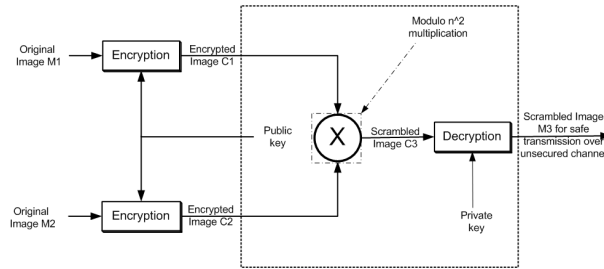 Modulo n^2
multiplication
Original
Image M1
Encryption
Encrypted
Image C1
Public
key
X
Scrambled
Image C3
Decryption
Scrambled Image
M3 for safe
transmission over
unsecured channel
Original
Image M2
Encryption
Encrypted
Image C2
Private
key